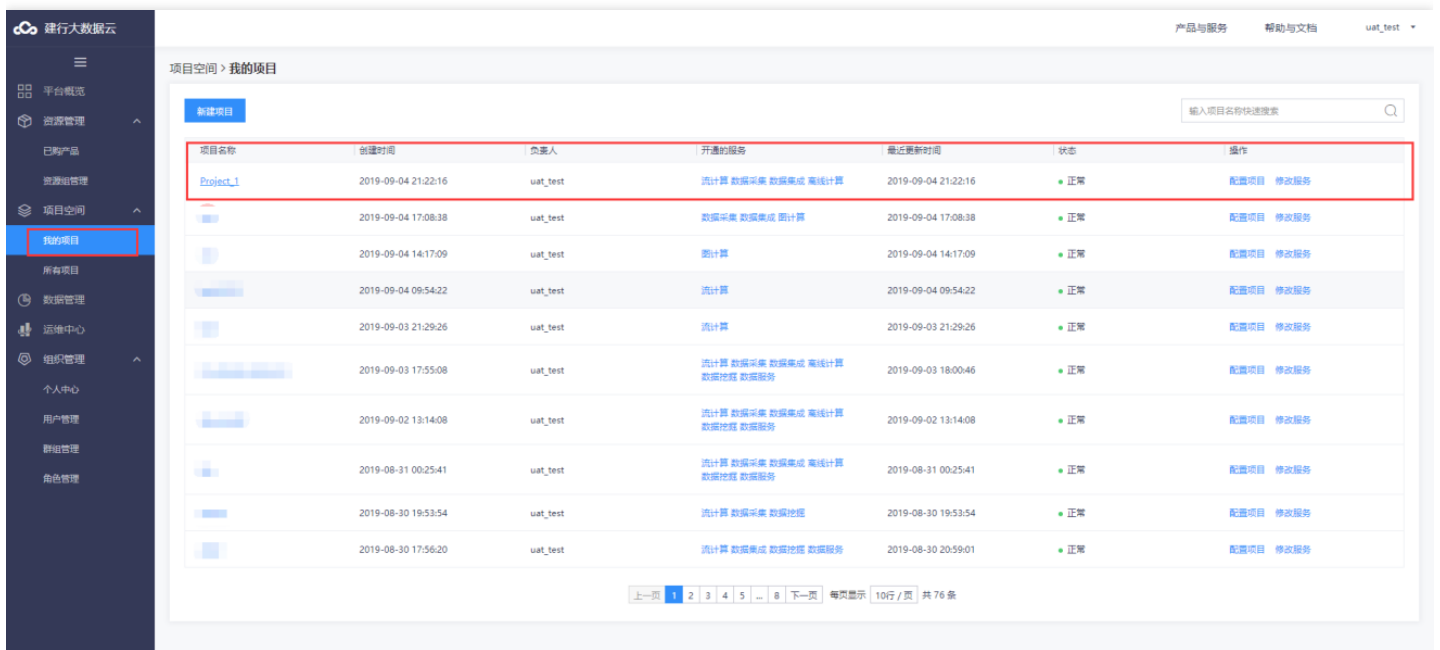 建行大数据云
产品与服务 帮助与文档 uat_test
项目空间 > 我的项目
平台概览
资源管理
已购产品
资源组管理
项目空间
我的项目
所有项目
数据管理
运维中心
组织管理
个人中心
用户管理
群组管理
角色管理
新建项目
输入项目名称快速搜索
项目名称 创建时间 负责人 开通的服务 最近更新时间 状态 操作
Project_1 2019-09-04 21:22:16 uat_test 流计算 数据采集 数据集成 离线计算 2019-09-04 21:22:16 正常 配置项目 修改服务
2019-09-04 17:08:38 uat_test 数据采集 数据集成 图计算 2019-09-04 17:08:38 正常 配置项目 修改服务
2019-09-04 14:17:09 uat_test 图计算 2019-09-04 14:17:09 正常 配置项目 修改服务
2019-09-04 09:54:22 uat_test 流计算 2019-09-04 09:54:22 正常 配置项目 修改服务
2019-09-03 21:29:26 uat_test 流计算 2019-09-03 21:29:26 正常 配置项目 修改服务
2019-09-03 17:55:08 uat_test 流计算 数据采集 数据集成 离线计算 2019-09-03 18:00:46 正常 配置项目 修改服务
数据挖掘 数据服务
2019-09-02 13:14:08 uat_test 流计算 数据采集 数据集成 离线计算 2019-09-02 13:14:08 正常 配置项目 修改服务
数据挖掘 数据服务
2019-08-31 00:25:41 uat_test 流计算 数据采集 数据集成 离线计算 2019-08-31 00:25:41 正常 配置项目 修改服务
数据挖掘 数据服务
2019-08-30 19:53:54 uat_test 流计算 数据采集 数据挖掘 2019-08-30 19:53:54 正常 配置项目 修改服务
2019-08-30 17:56:20 uat_test 流计算 数据集成 数据挖掘 数据服务 2019-08-30 20:59:01 正常 配置项目 修改服务
上一页 1 2 3 4 5 ... 8 下一页 每页显示 10行 / 页 共 76 条